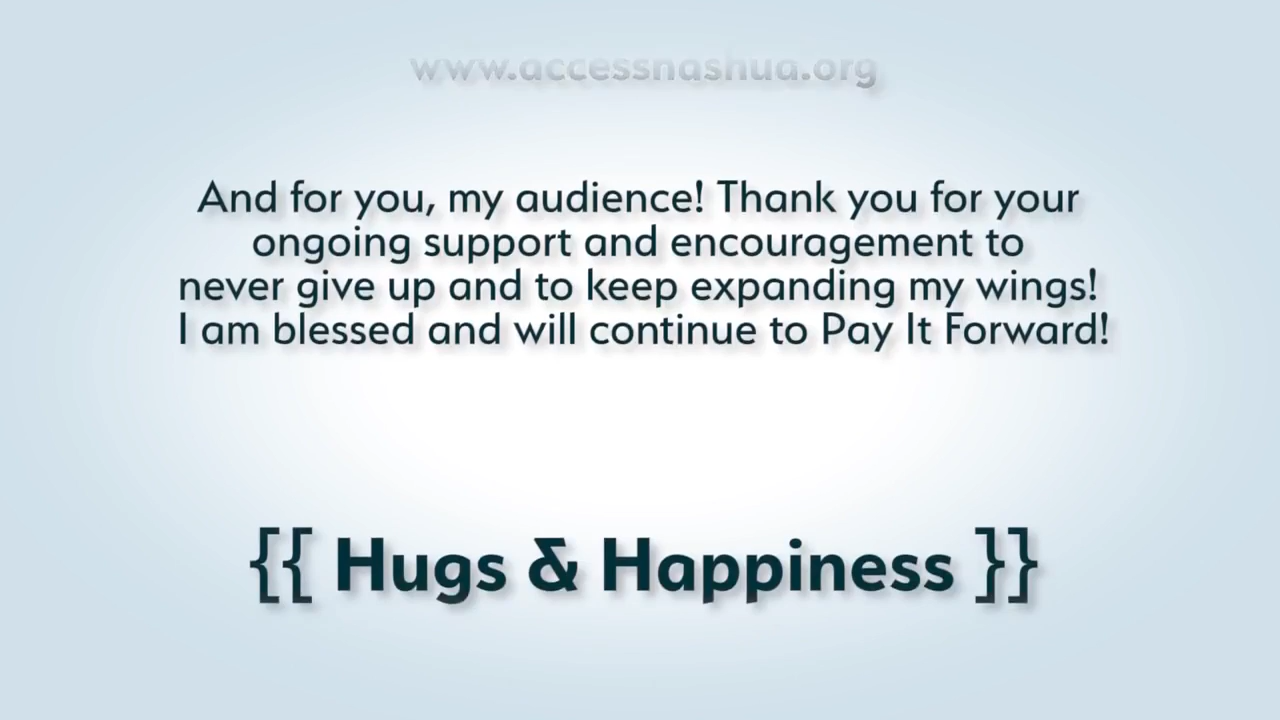 www.accessnashua.org
And for you, my audience! Thank you for your
ongoing support and encouragement to
never give up and to keep expanding my wings!
I am blessed and will continue to Pay It Forward!
{{ Hugs & Happiness }}